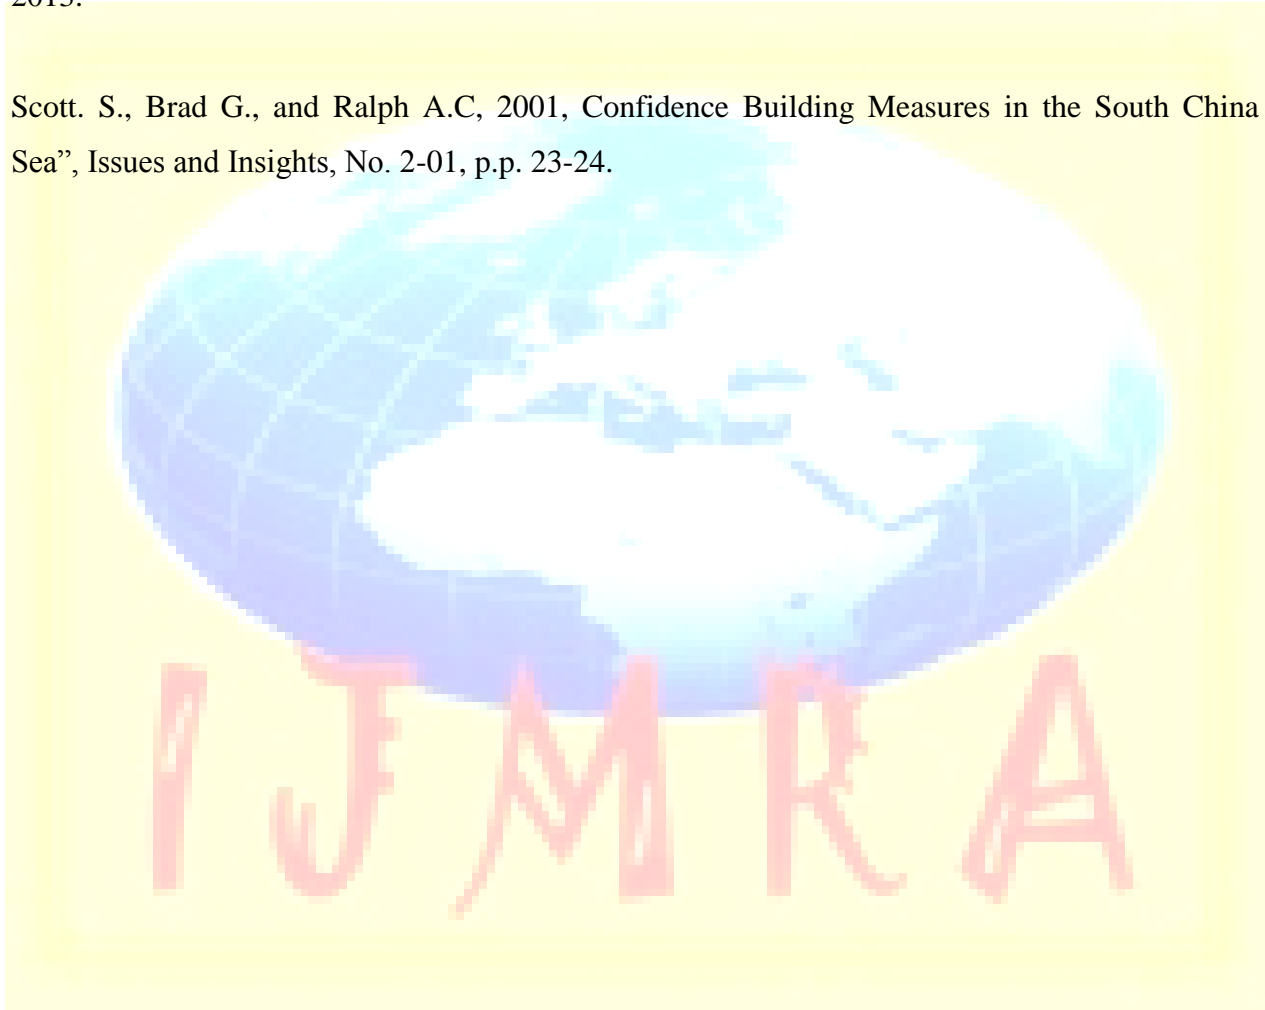 Scott. S., Brad G., and Ralph A.C, 2001, Confidence Building Measures in the South China
Sea”, Issues and Insights, No. 2-01, p.p. 23-24.
IJMRA